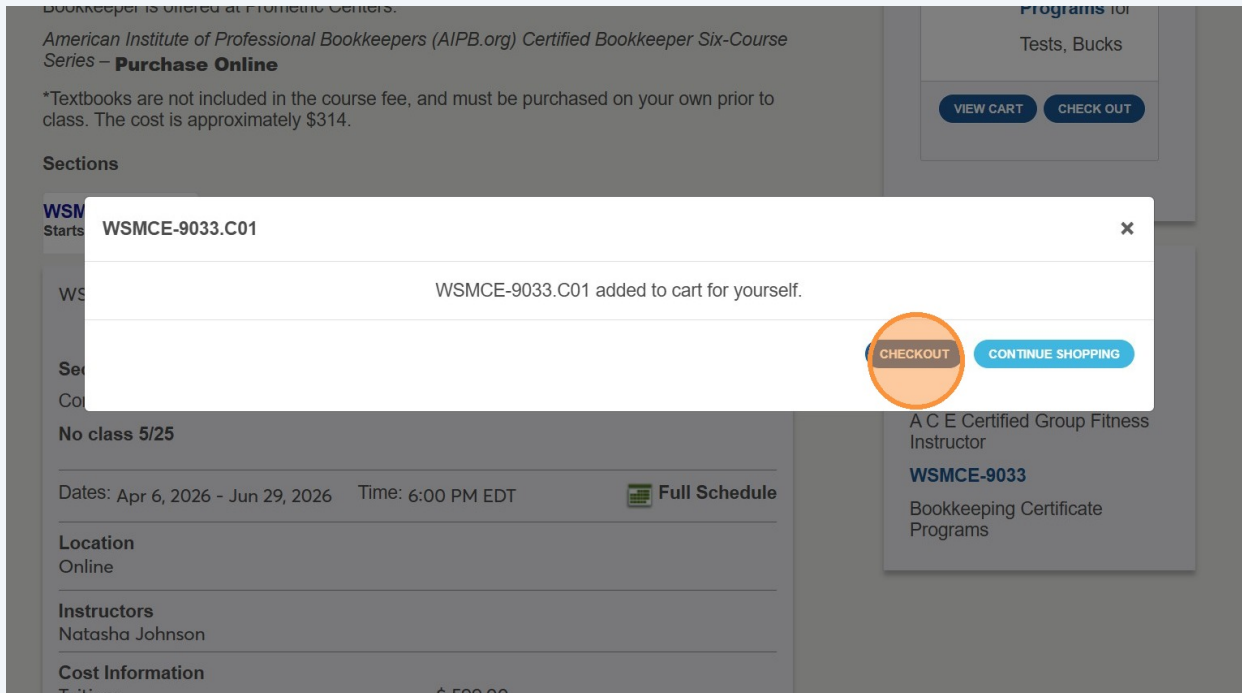 Bookkeeper is offered at Prometric Centers.
American Institute of Professional Bookkeepers (AIPB.org) Certified Bookkeeper Six-Course
Series – Purchase Online
*Textbooks are not included in the course fee, and must be purchased on your own prior to
class. The cost is approximately $314.
Sections
WSM
Starts
WSMCE-9033.C01
×
WSMCE-9033.C01 added to cart for yourself.
CHECKOUT
CONTINUE SHOPPING
WS
Sec
Co
No class 5/25
Dates: Apr 6, 2026 - Jun 29, 2026 Time: 6:00 PM EDT Full Schedule
Location
Online
Instructors
Natasha Johnson
Cost Information
Programs for
Tests, Bucks
VIEW CART
CHECK OUT
A C E Certified Group Fitness
Instructor
WSMCE-9033
Bookkeeping Certificate
Programs